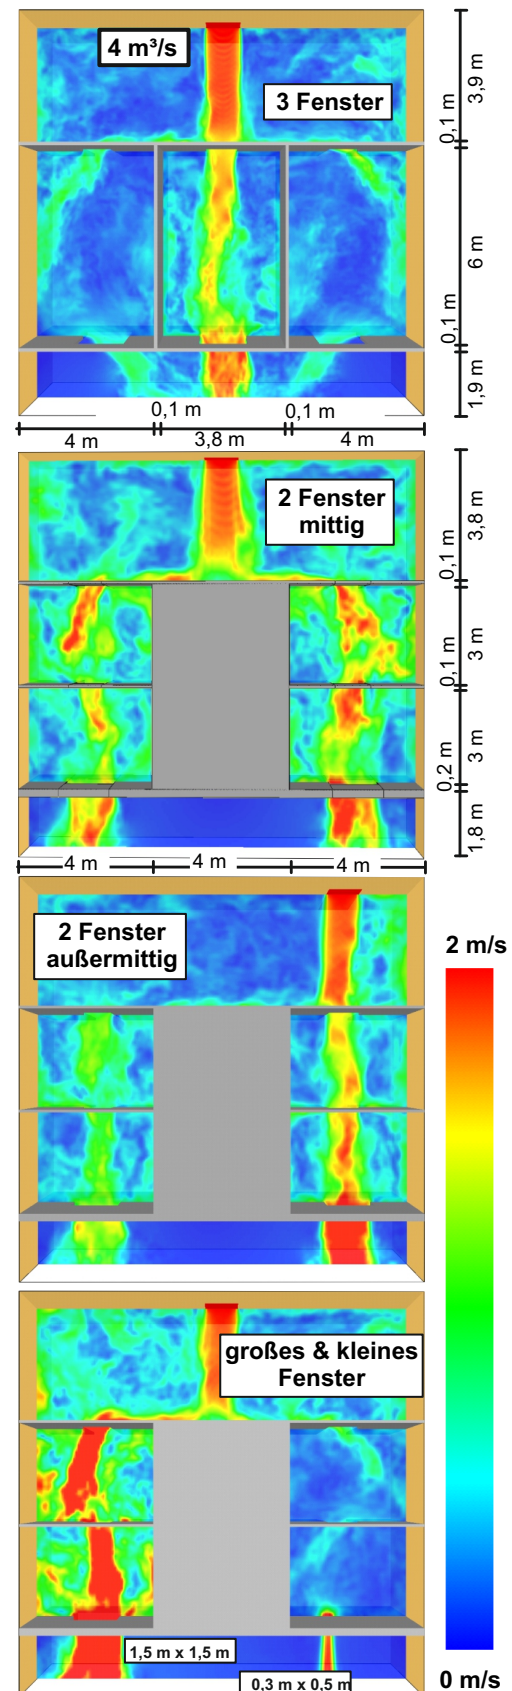 4 m³/s
3 Fenster
3,9 m
0,1 m
6 m
0,1 m
1,9 m
0,1 m
0,1 m
4 m
3,8 m
4 m
2 Fenster
mittig
3,8 m
0,1 m
3 m
0,1 m
3 m
0,2 m
1,8 m
4 m
4 m
4 m
2 Fenster
außermittig
2 m/s
großes & kleines
Fenster
1,5 m x 1,5 m
0,3 m x 0,5 m
0 m/s